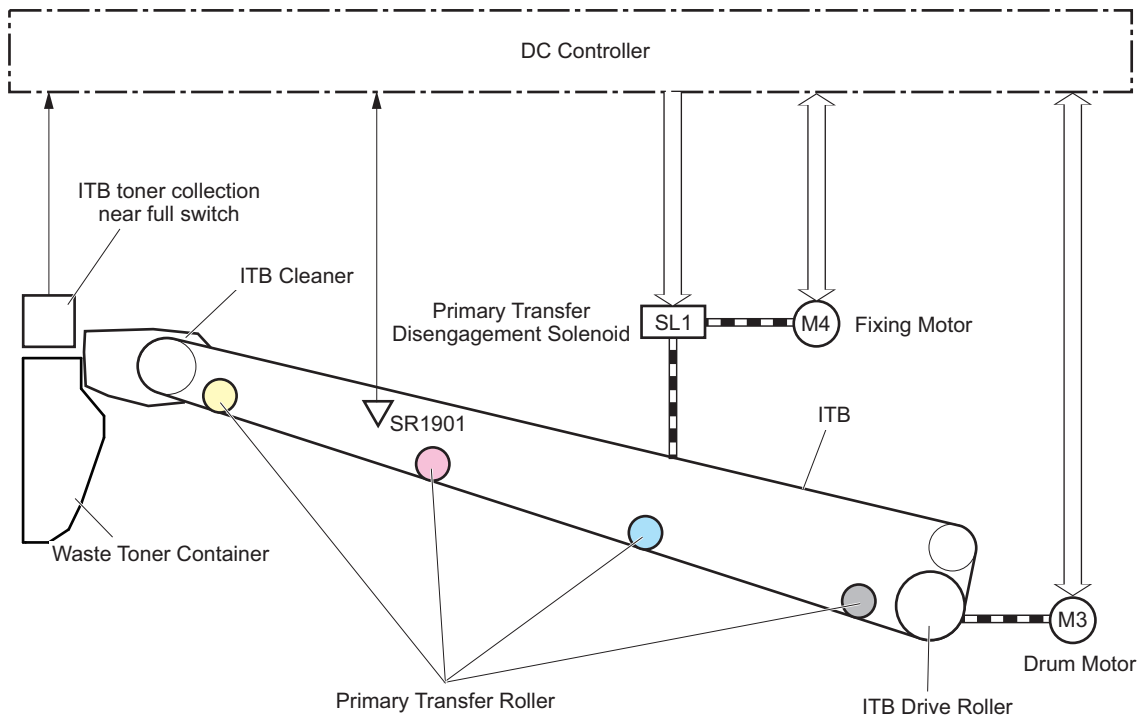 DC Controller
ITB toner collection
near full switch
ITB Cleaner
Primary Transfer
Disengagement Solenoid
SL1
M4
Fixing Motor
SR1901
ITB
Waste Toner Container
M3
Drum Motor
Primary Transfer Roller
ITB Drive Roller